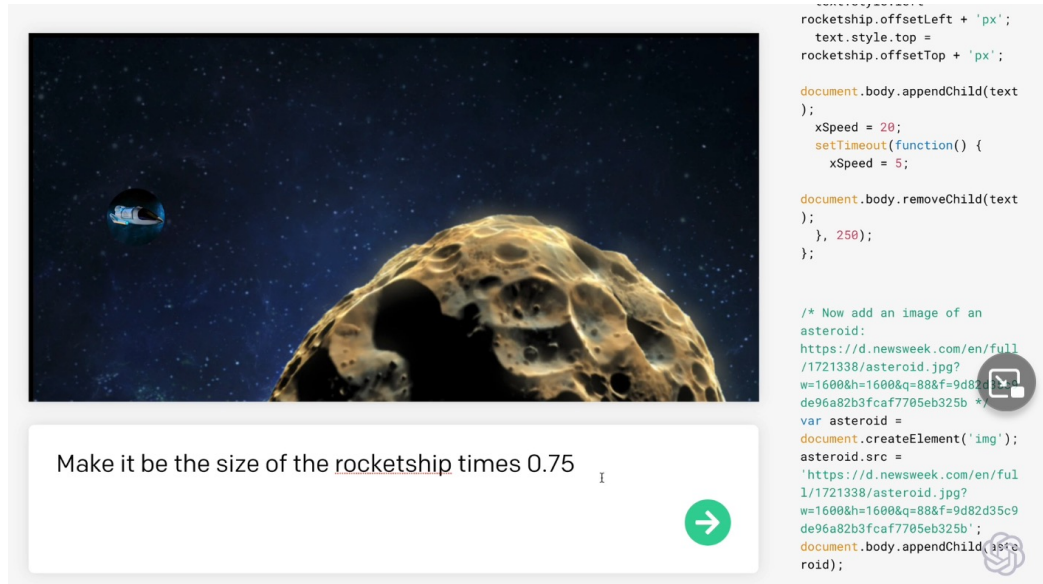 rocketship.offsetLeft + 'px';
text.style.top =
rocketship.offsetTop + 'px';
document.body.appendChild(text
);
xSpeed = 20;
setTimeout(function() {
xSpeed = 5;
document.body.removeChild(text
);
}, 250);
};
/* Now add an image of an
asteroid:
https://d.newsweek.com/en/full
/1721338/asteroid.jpg?
w=1600&h=1600&q=88&f=9d82d35c9
de96a82b3fcaf7705eb325b */
var asteroid =
document.createElement('img');
asteroid.src =
'https://d.newsweek.com/en/ful
l/1721338/asteroid.jpg?
w=1600&h=1600&q=88&f=9d82d35c9
de96a82b3fcaf7705eb325b';
document.body.appendChild(aste
roid);
Make it be the size of the rocketship times 0.75